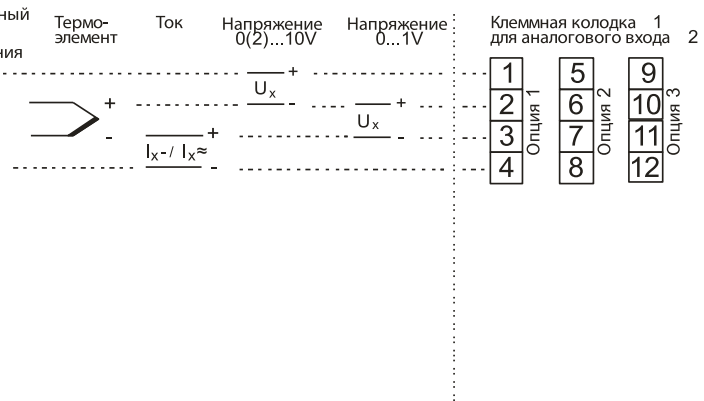 ный
ния
Термо-
элемент
Ток
Напряжение
0(2)...10V
Напряжение
0...1V
Клеммная колодка 1
для аналогового входа 2
+
Ux
-
+
-
+
Ux
-
+
Ix-/ Ix≈
-
1
2
3
4
Опция 1
5
6
7
8
Опция 2
9
10
11
12
Опция 3